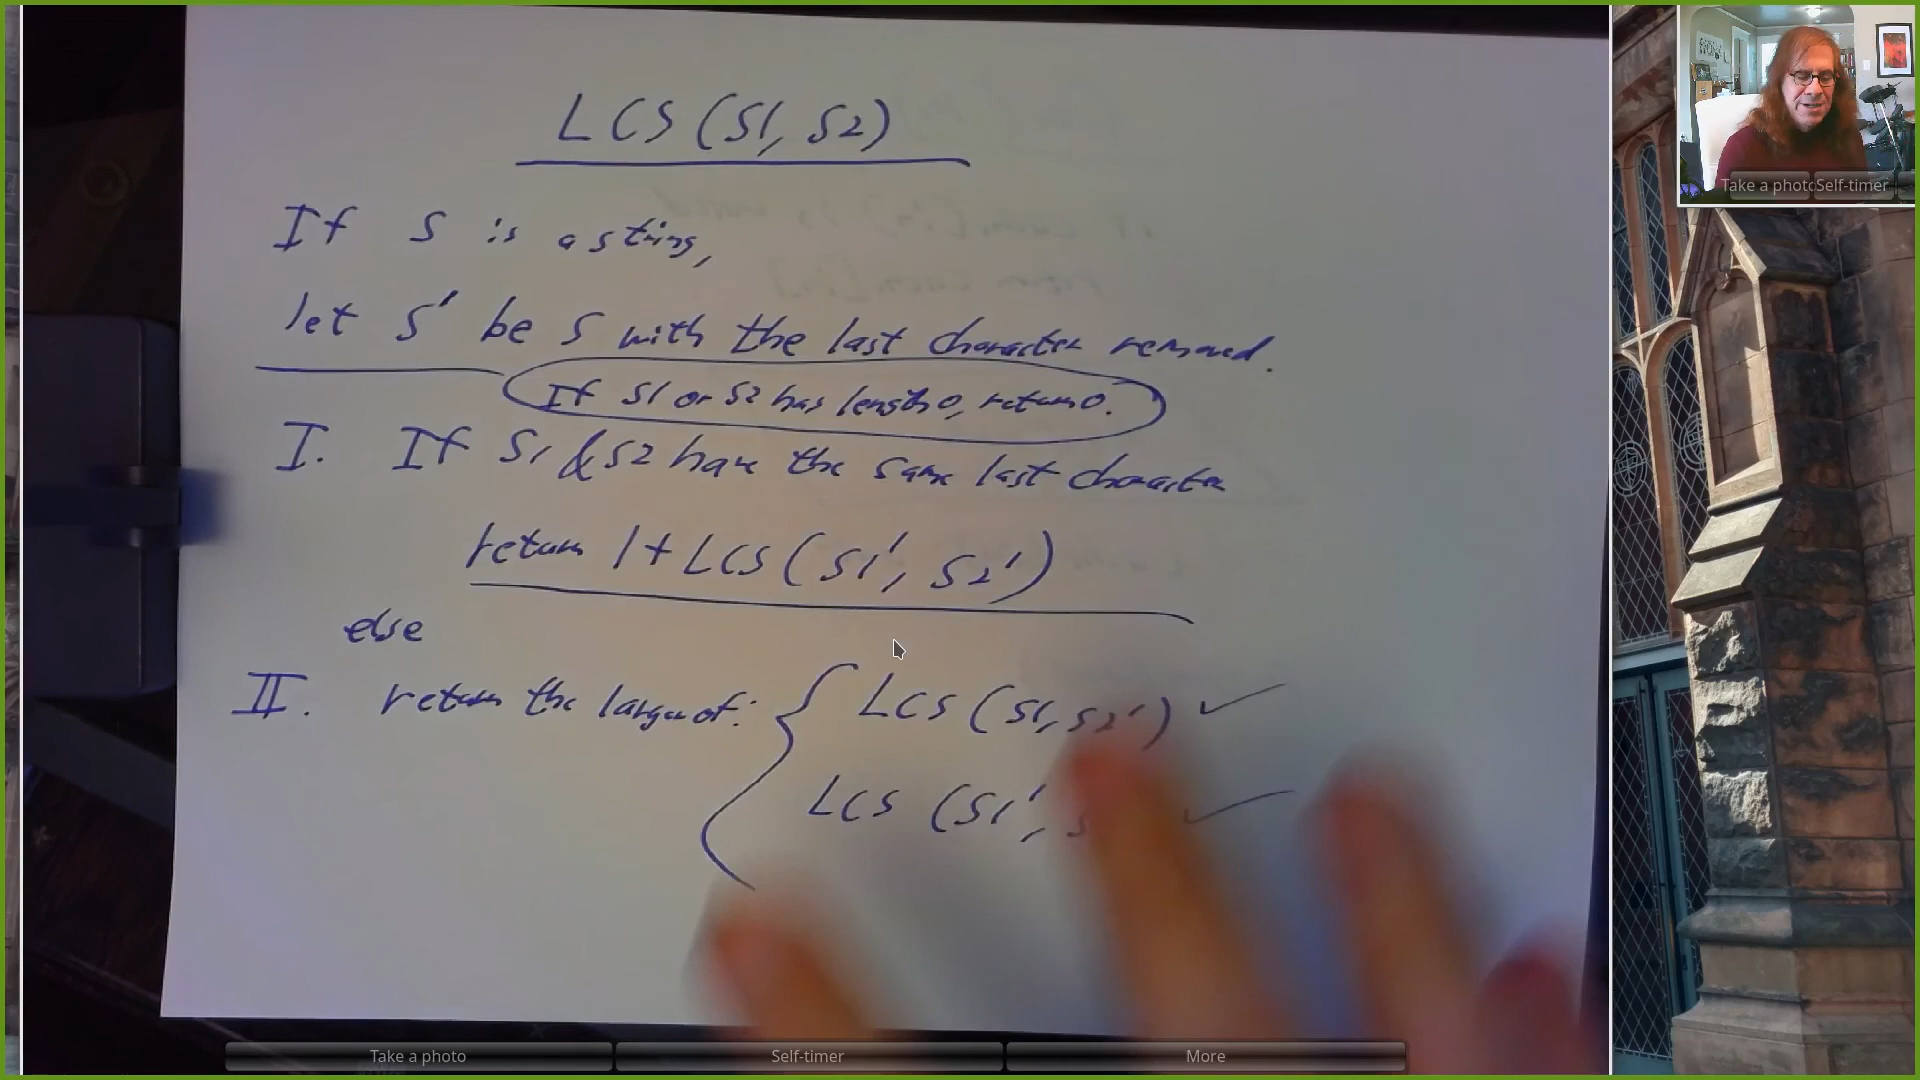 LCS (S1, S2)
If S is a string,
let S' be S with the last character removed.
If S1 or S2 has length 0, return 0.
I. If S1 & S2 have the same last character
return 1 + LCS (S1', S2')
else
II. return the larger of: { LCS (S1, S2') ✓
LCS (S1', S ✓
Take a photo Self-timer More
Take a photo Self-timer